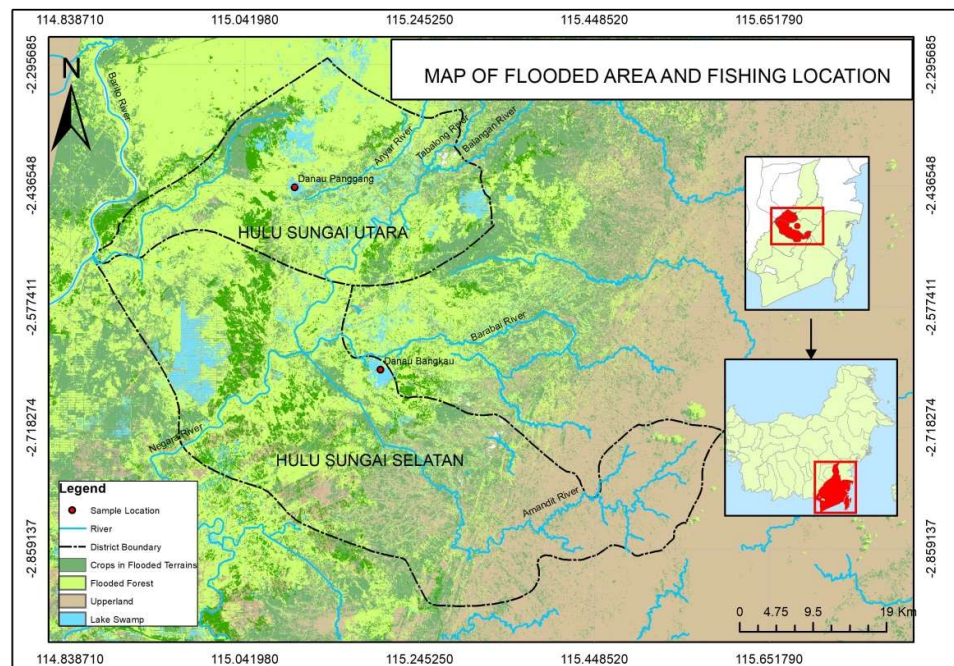 114.838710 115.041980 115.245250 115.448520 115.651790
MAP OF FLOODED AREA AND FISHING LOCATION
N
-2.295685 -2.295685
-2.436548 -2.436548
-2.577411 -2.577411
-2.718274 -2.718274
-2.859137 -2.859137
Barito River
Anyar River
Tabalong River
Balangan River
Danau Panggang
HULU SUNGAI UTARA
Barabai River
Danau Bangkau
Negara River
HULU SUNGAI SELATAN
Amandit River
Legend
Sample Location
River
District Boundary
Crops in Flooded Terrains
Flooded Forest
Upperland
Lake Swamp
0 4.75 9.5 19 Km
114.838710 115.041980 115.245250 115.448520 115.651790